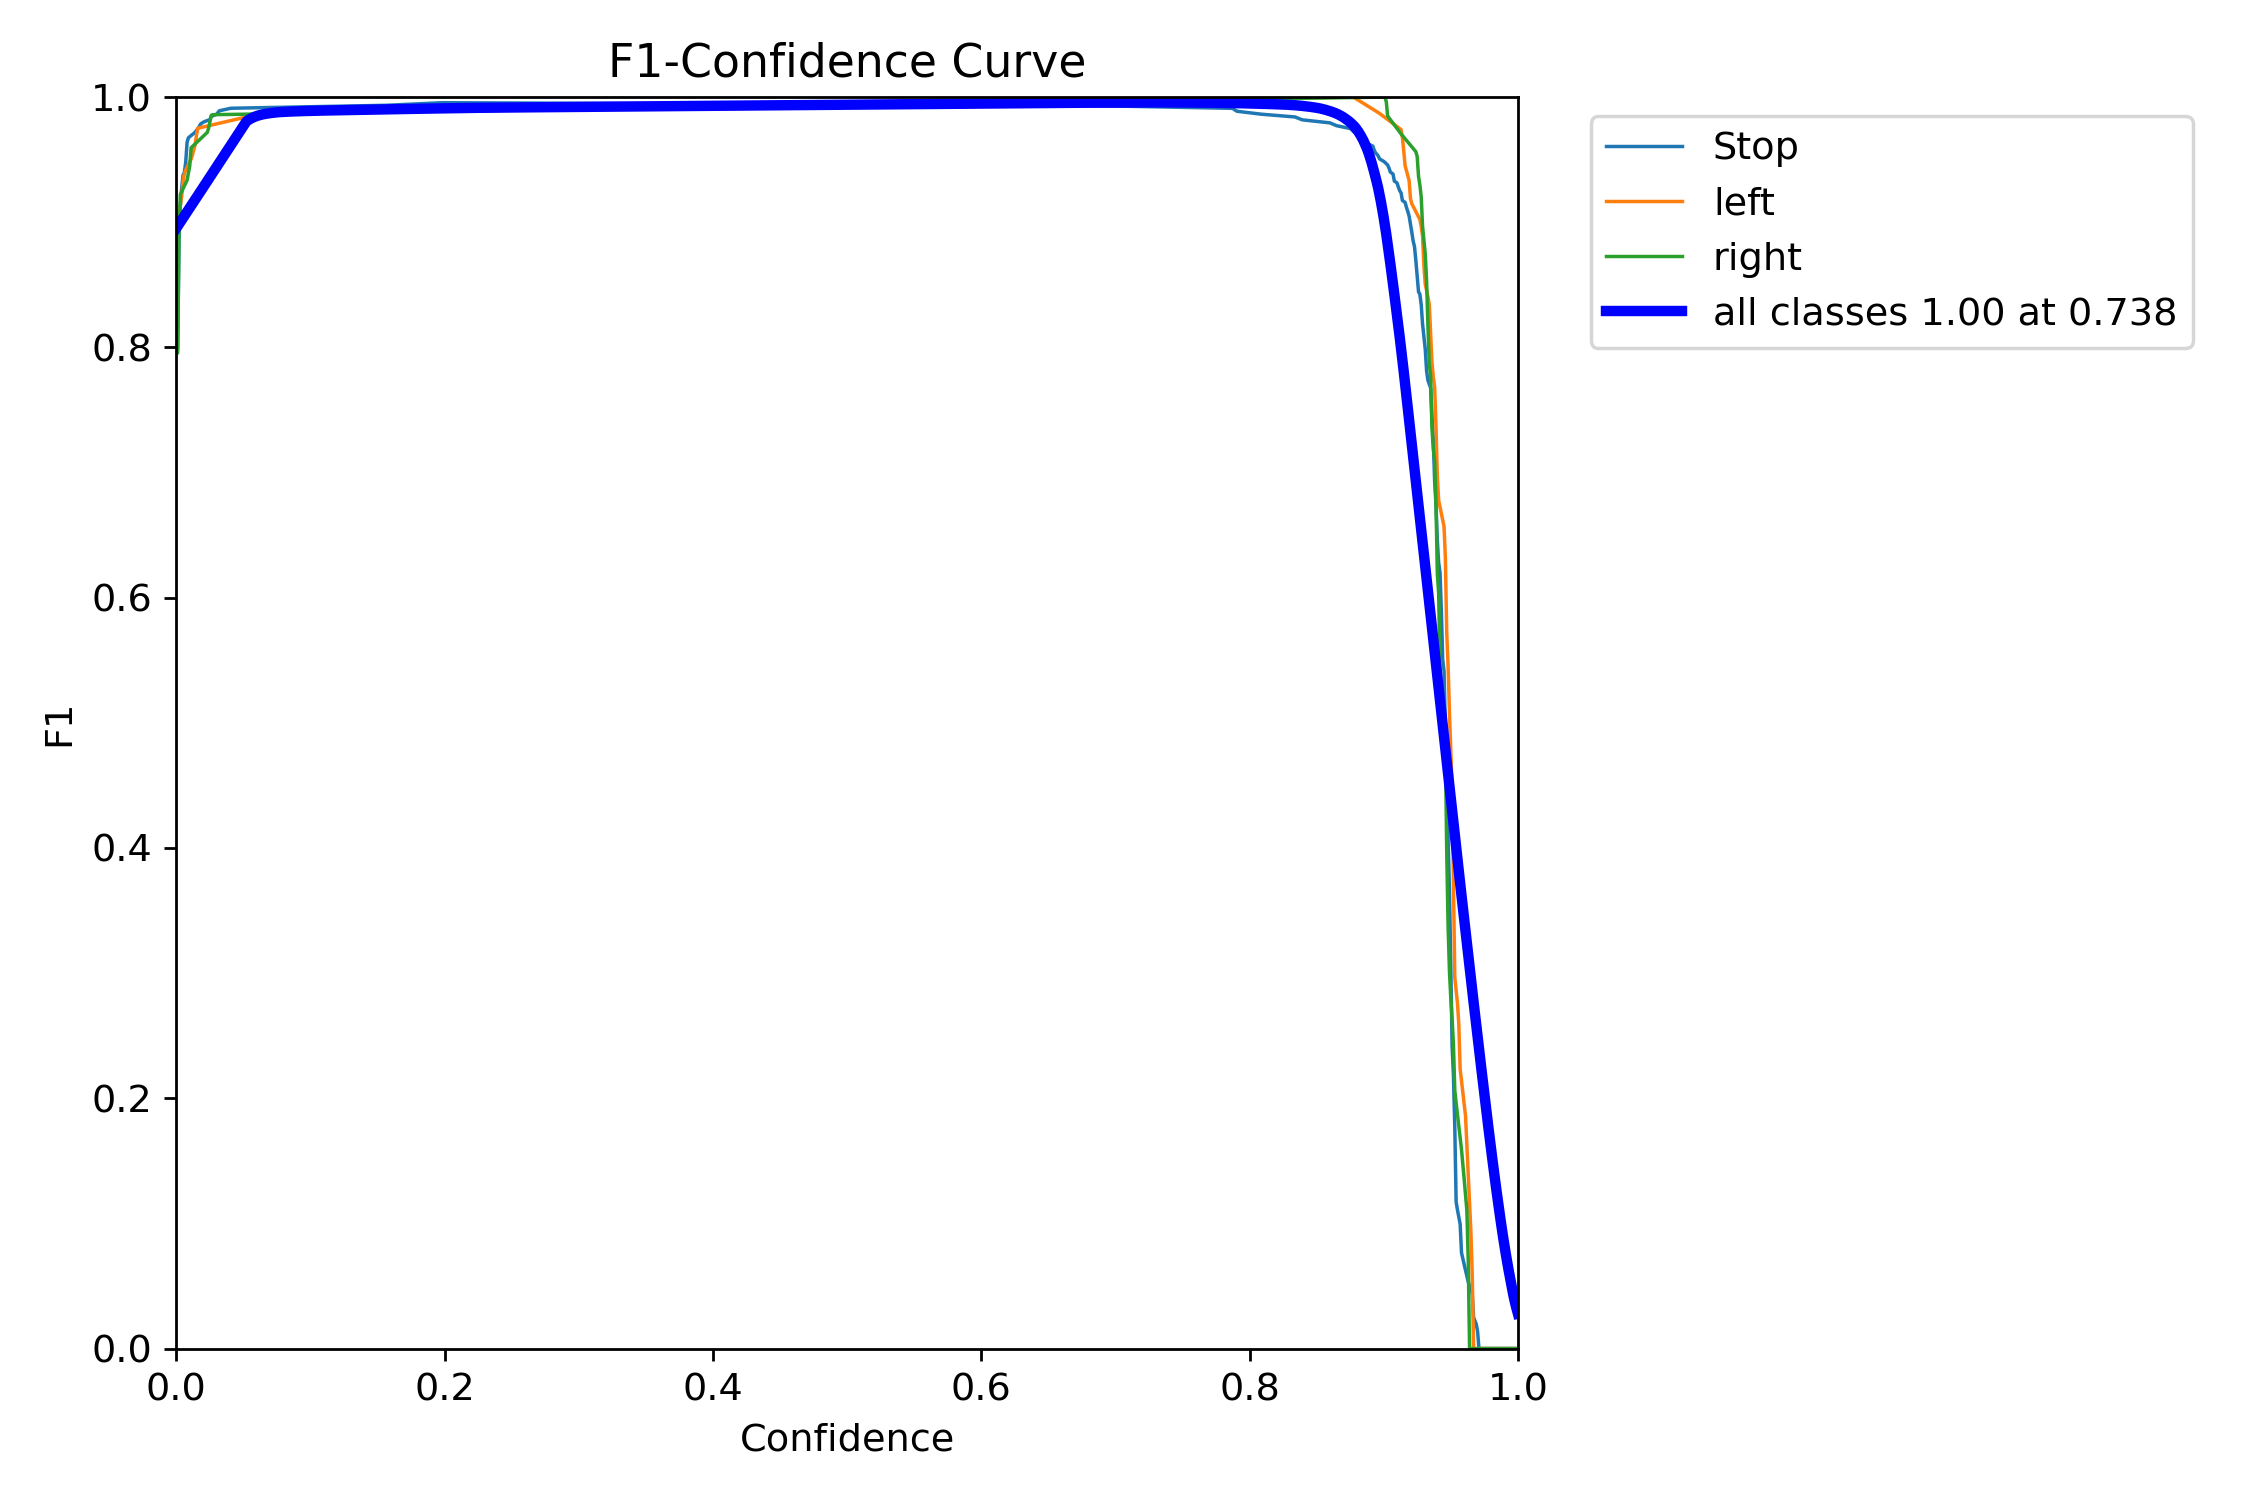 F1-Confidence Curve
1.0
0.8
0.6
0.4
0.2
0.0
F1
0.0 0.2 0.4 0.6 0.8 1.0
Confidence
Stop
left
right
all classes 1.00 at 0.738